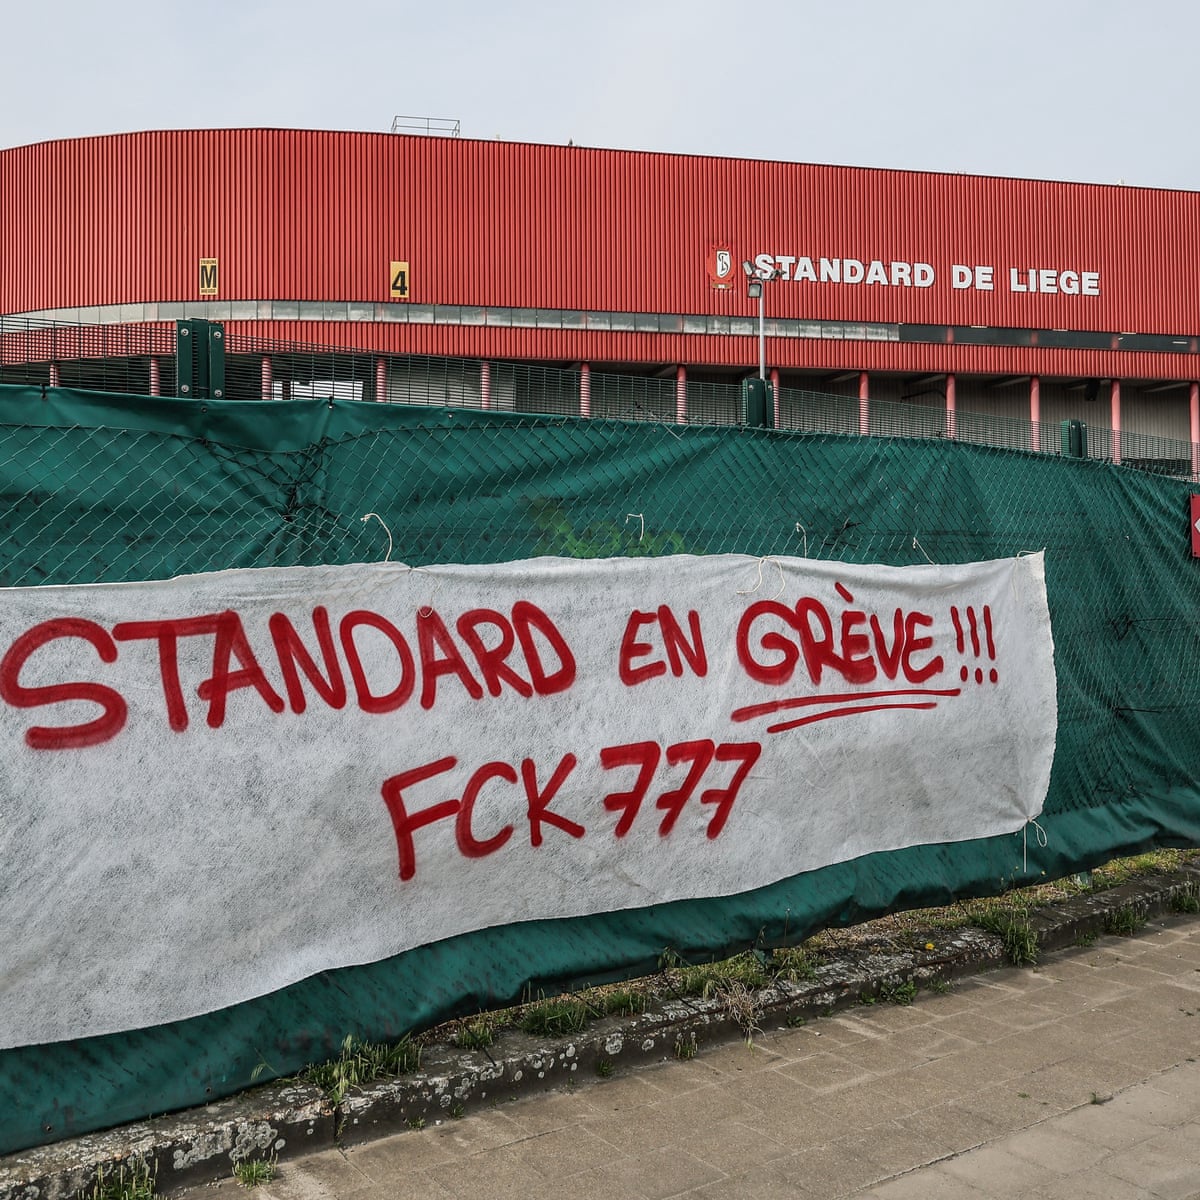 M
4
STANDARD DE LIEGE
STANDARD EN GRÈVE!!!
FCK 777